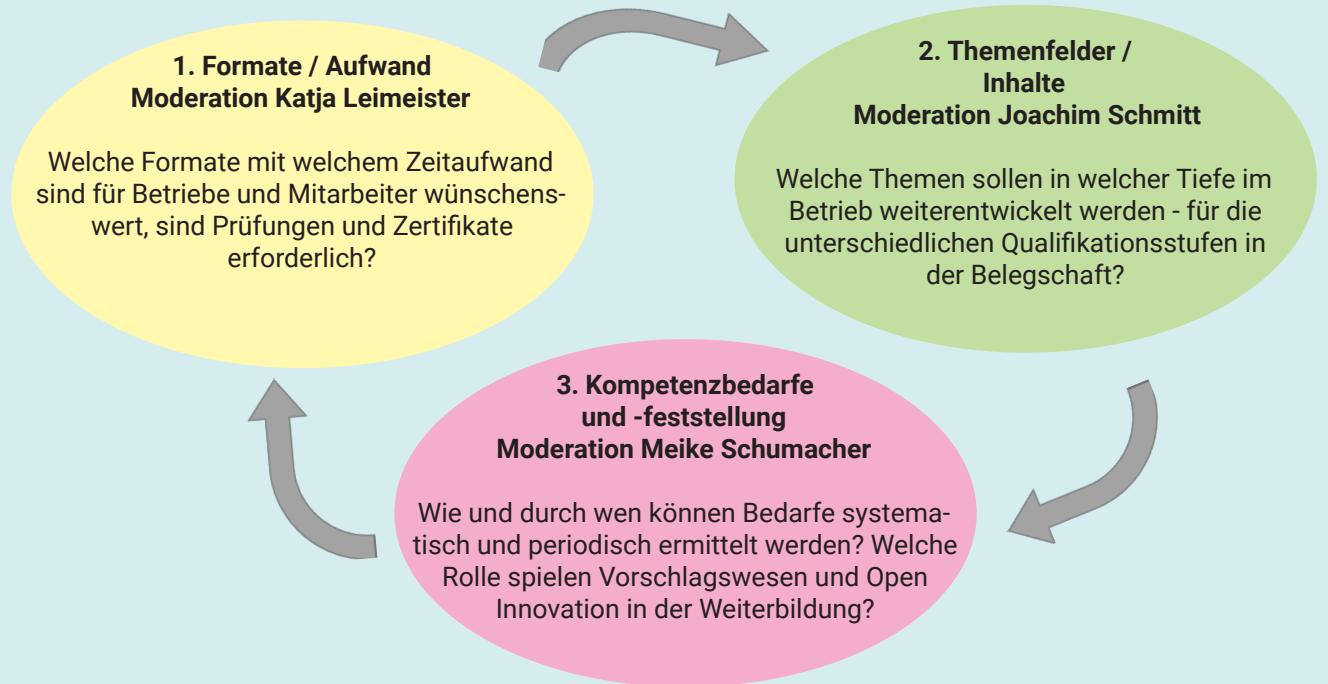 1. Formate / Aufwand
Moderation Katja Leimeister
Welche Formate mit welchem Zeitaufwand
sind für Betriebe und Mitarbeiter wünschens-
wert, sind Prüfungen und Zertifikate
erforderlich?
2. Themenfelder /
Inhalte
Moderation Joachim Schmitt
Welche Themen sollen in welcher Tiefe im
Betrieb weiterentwickelt werden - für die
unterschiedlichen Qualifikationsstufen in
der Belegschaft?
3. Kompetenzbedarfe
und -feststellung
Moderation Meike Schumacher
Wie und durch wen können Bedarfe systema-
tisch und periodisch ermittelt werden? Welche
Rolle spielen Vorschlagswesen und Open
Innovation in der Weiterbildung?